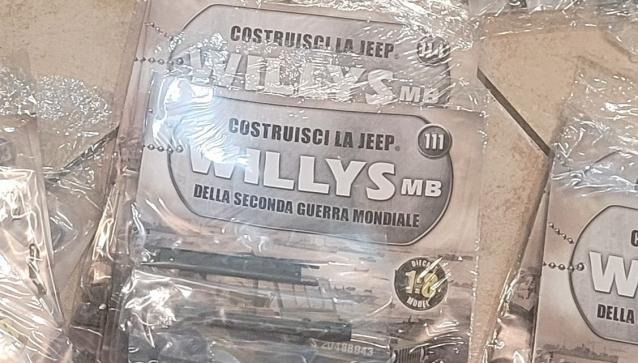 COSTRUISCI LA JEEP®
WILLYS MB
COSTRUISCI LA JEEP® 111
WILLYS MB
DELLA SECONDA GUERRA MONDIALE
DIECAST
1:8
MODEL
W
DELLA